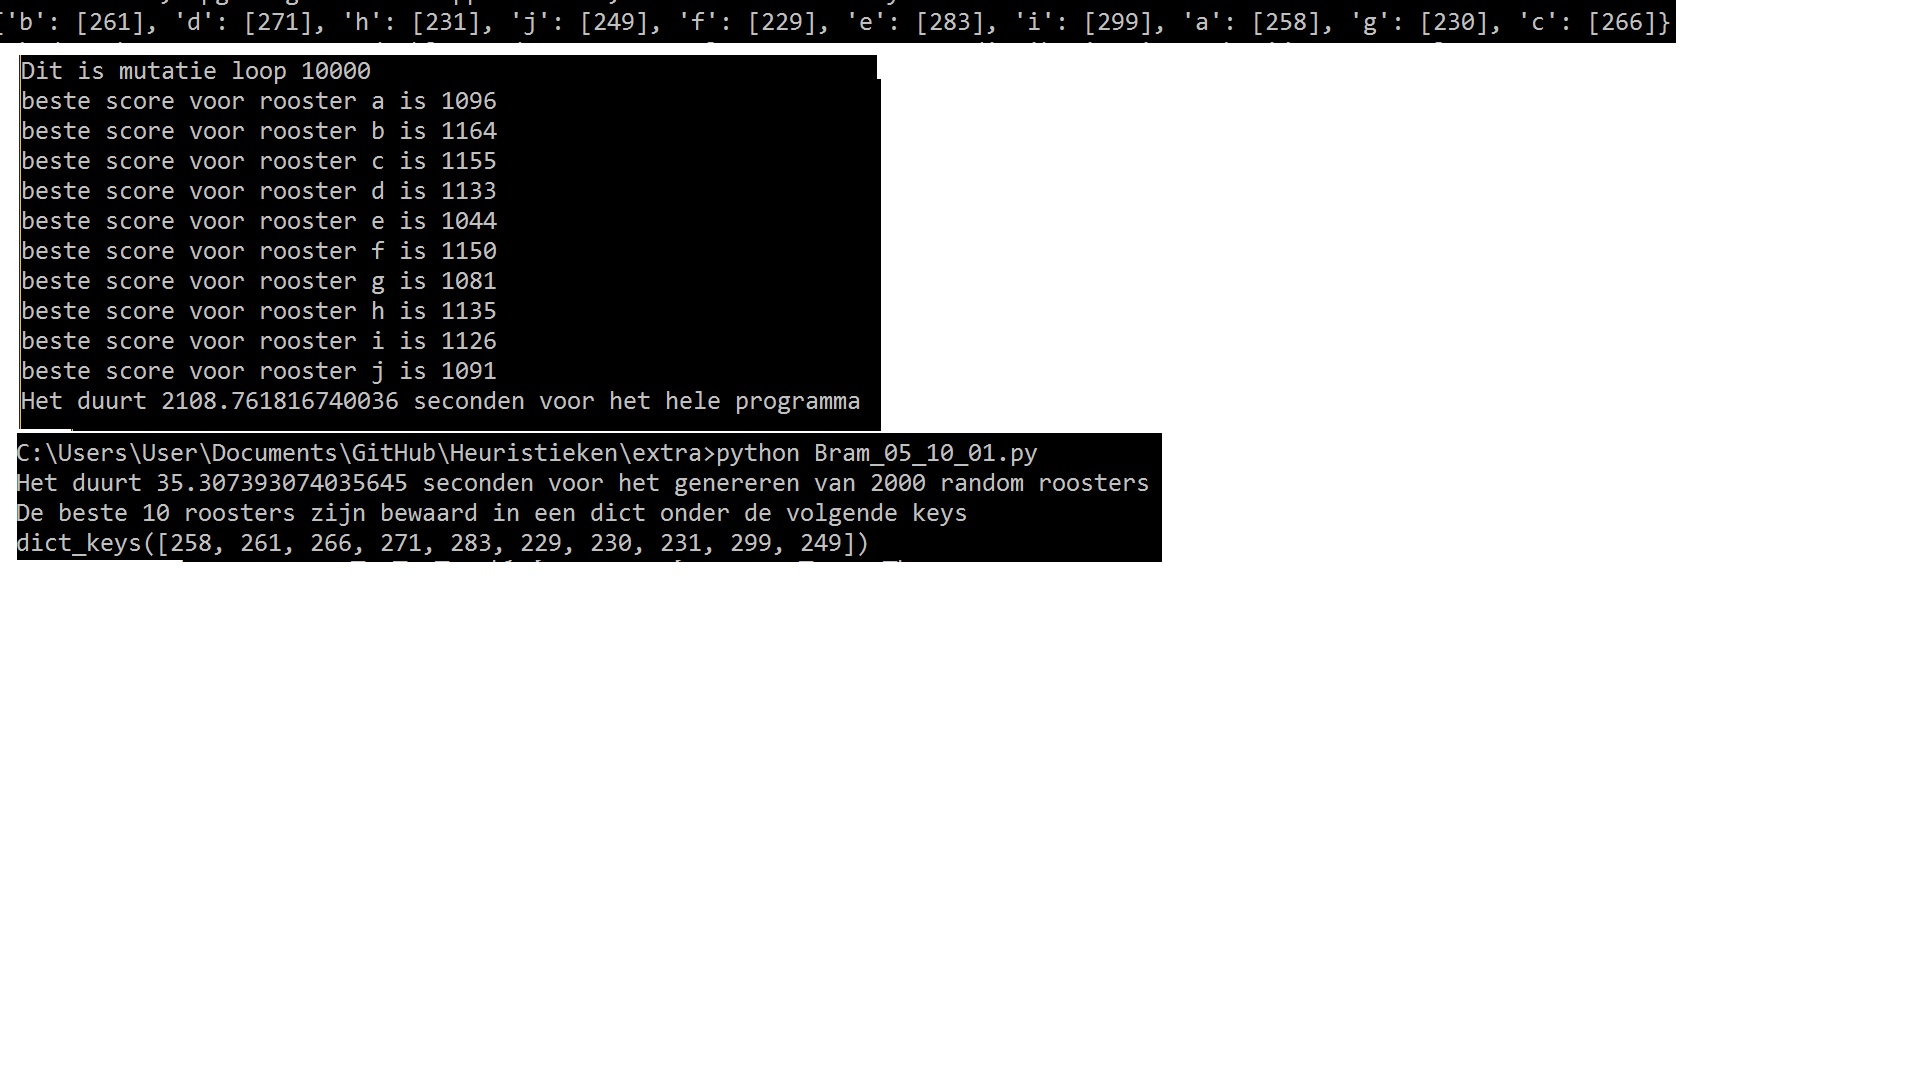 {'b': [261], 'd': [271], 'h': [231], 'j': [249], 'f': [229], 'e': [283], 'i': [299], 'a': [258], 'g': [230], 'c': [266]}
Dit is mutatie loop 10000
beste score voor rooster a is 1096
beste score voor rooster b is 1164
beste score voor rooster c is 1155
beste score voor rooster d is 1133
beste score voor rooster e is 1044
beste score voor rooster f is 1150
beste score voor rooster g is 1081
beste score voor rooster h is 1135
beste score voor rooster i is 1126
beste score voor rooster j is 1091
Het duurt 2108.761816740036 seconden voor het hele programma
C:\Users\User\Documents\GitHub\Heuristieken\extra>python Bram_05_10_01.py
Het duurt 35.307393074035645 seconden voor het genereren van 2000 random roosters
De beste 10 roosters zijn bewaard in een dict onder de volgende keys
dict_keys([258, 261, 266, 271, 283, 229, 230, 231, 299, 249])